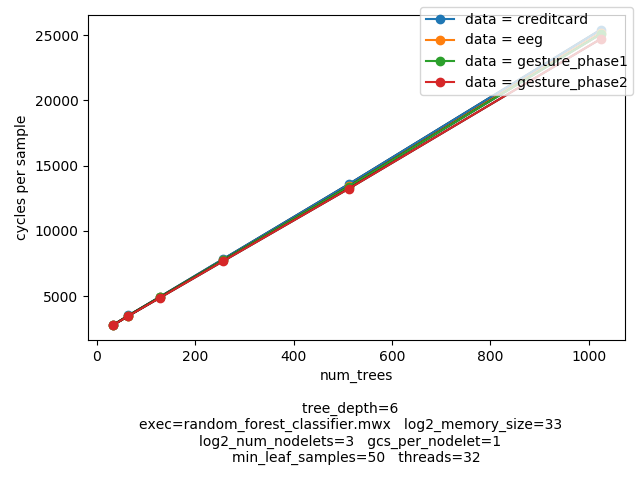 data = creditcard
data = eeg
data = gesture_phase1
data = gesture_phase2
25000
20000
15000
10000
5000
cycles per sample
0 200 400 600 800 1000
num_trees
tree_depth=6
exec=random_forest_classifier.mwx log2_memory_size=33
log2_num_nodelets=3 gcs_per_nodelet=1
min_leaf_samples=50 threads=32